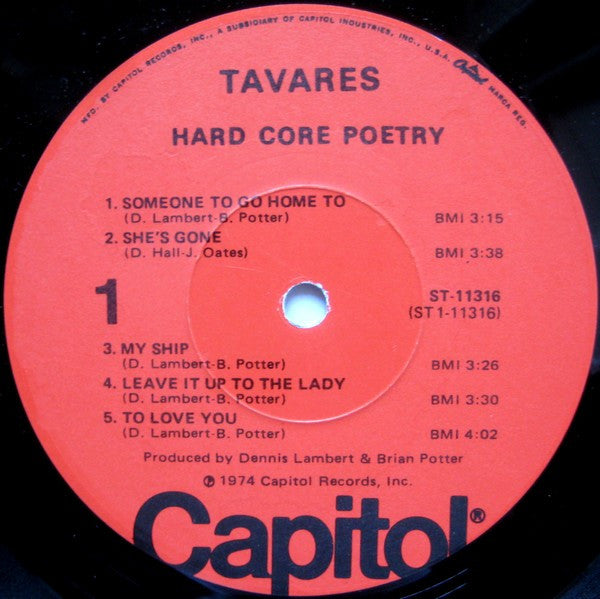 MFD. BY CAPITOL RECORDS, INC., A SUBSIDIARY OF CAPITOL INDUSTRIES, INC., U.S.A. Capitol MARCA REG.
TAVARES
HARD CORE POETRY
1. SOMEONE TO GO HOME TO
(D. Lambert-B. Potter) BMI 3:15
2. SHE'S GONE
(D. Hall-J. Oates) BMI 3:38
1 ST-11316
(ST 1-11316)
3. MY SHIP
(D. Lambert-B. Potter) BMI 3:26
4. LEAVE IT UP TO THE LADY
(D. Lambert-B. Potter) BMI 3:30
5. TO LOVE YOU
(D. Lambert-B. Potter) BMI 4:02
Produced by Dennis Lambert & Brian Potter
℗ 1974 Capitol Records, Inc.
Capitol®